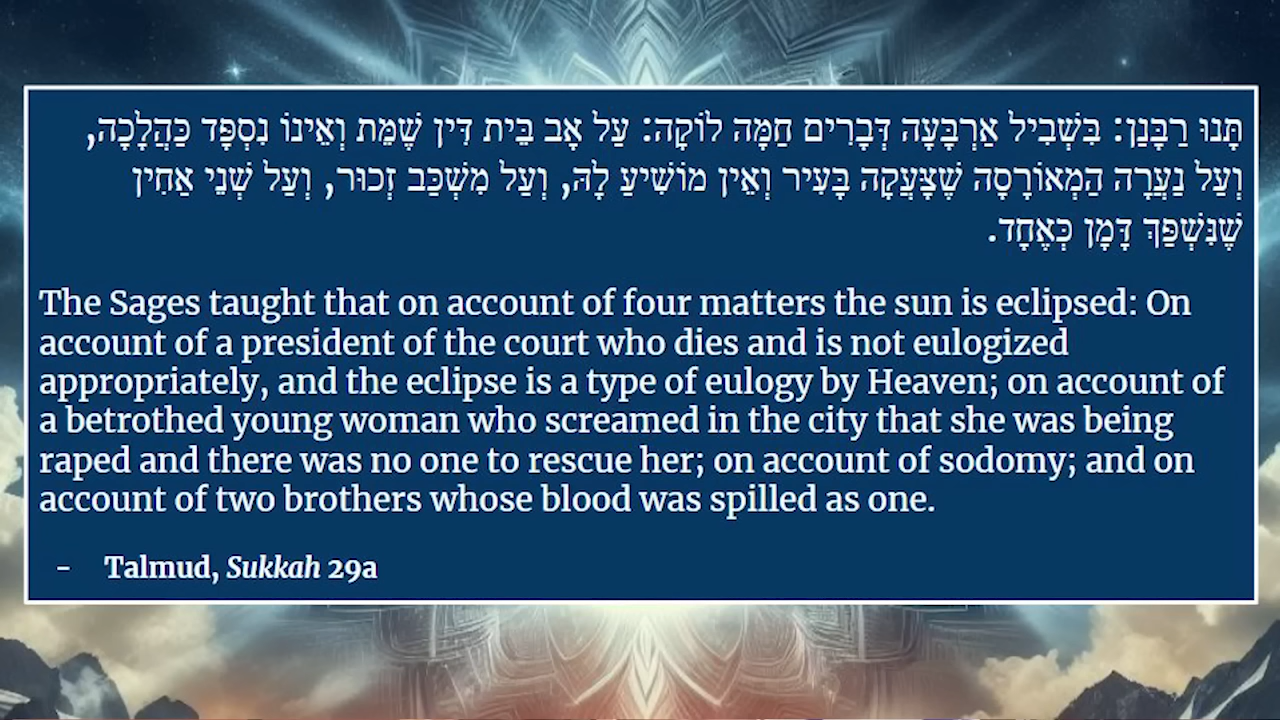 תָּנוּ רַבָּנַן: בִּשְׁבִיל אַרְבָּעָה דְּבָרִים חַמָּה לוֹקָה: עַל אָב בֵּית דִּין שֶׁמֵּת וְאֵינוֹ נִסְפָּד כַּהֲלָכָה,
וְעַל נַעֲרָה הַמְאוֹרָסָה שֶׁצָּעֲקָה בָּעִיר וְאֵין מוֹשִׁיעַ לָהּ, וְעַל מִשְׁכַּב זְכוּר, וְעַל שְׁנֵי אַחִין
שֶׁנִּשְׁפַּךְ דָּמָן כְּאֶחָד.
The Sages taught that on account of four matters the sun is eclipsed: On
account of a president of the court who dies and is not eulogized
appropriately, and the eclipse is a type of eulogy by Heaven; on account of
a betrothed young woman who screamed in the city that she was being
raped and there was no one to rescue her; on account of sodomy; and on
account of two brothers whose blood was spilled as one.
- Talmud, Sukkah 29a